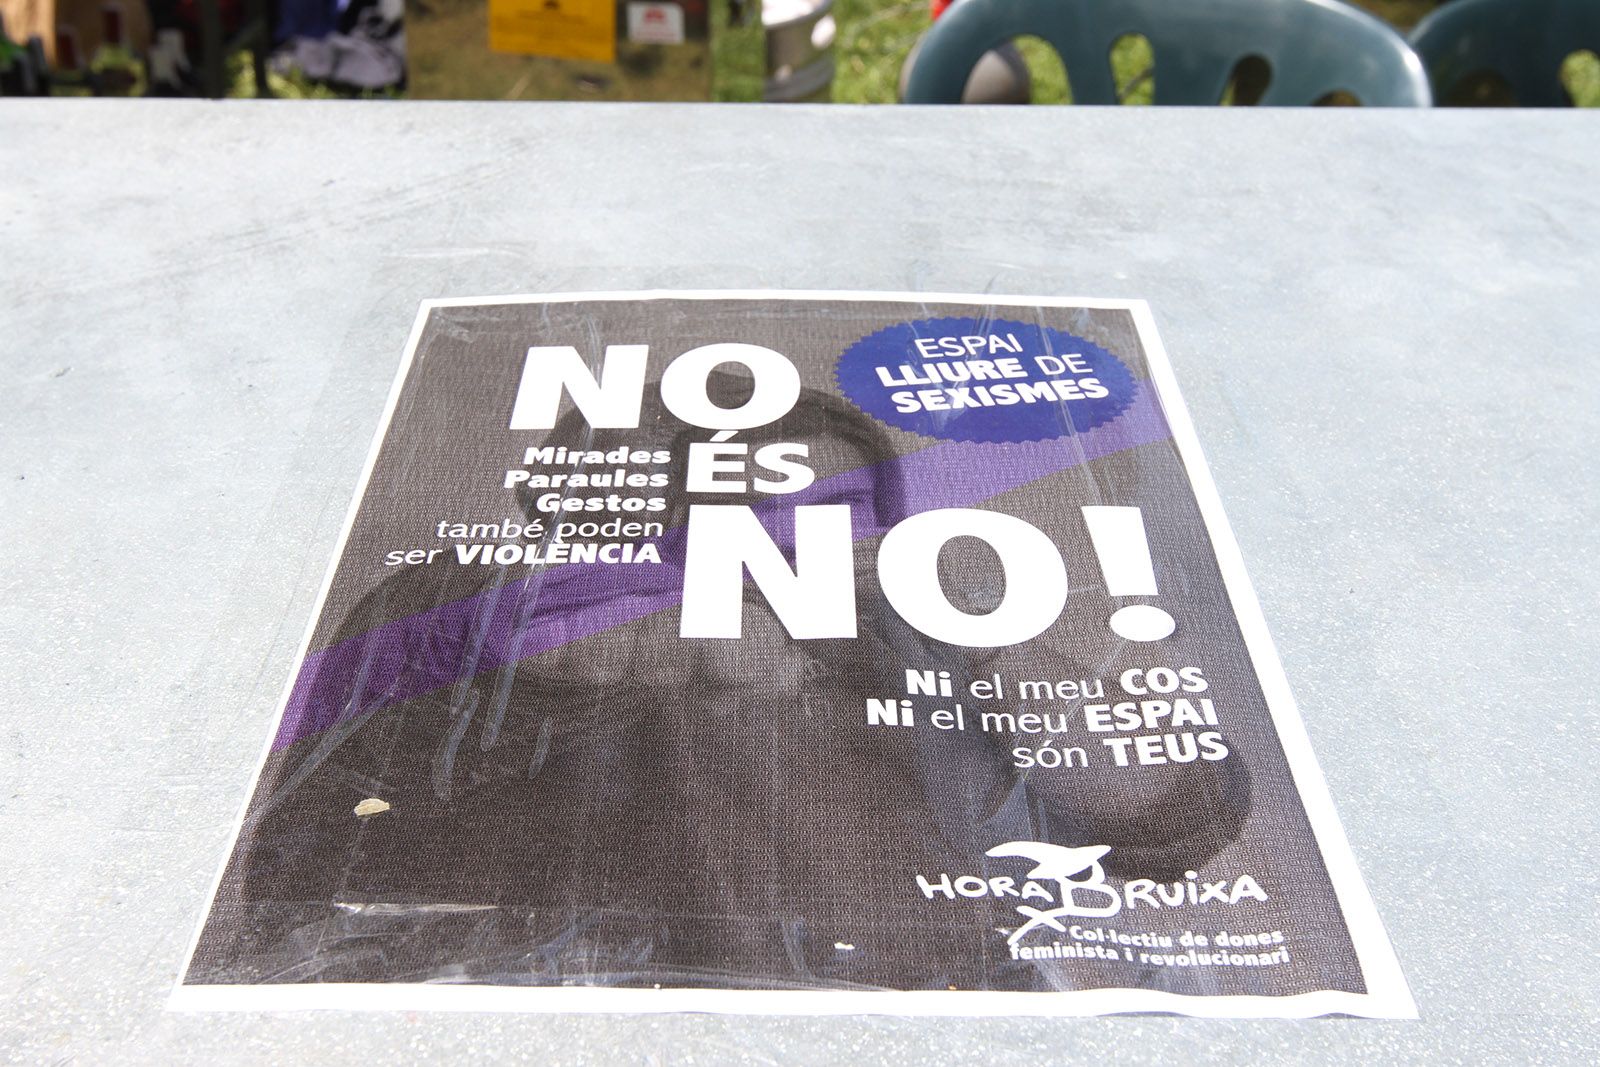 NO
ÉS
NO!
ESPAI
LLIURE DE
SEXISMES
Mirades
Paraules
Gestos
també poden
ser VIOLÈNCIA
Ni el meu COS
Ni el meu ESPAI
són TEUS
HORA BRUIXA
Col·lectiu de dones
feminista i revolucionari